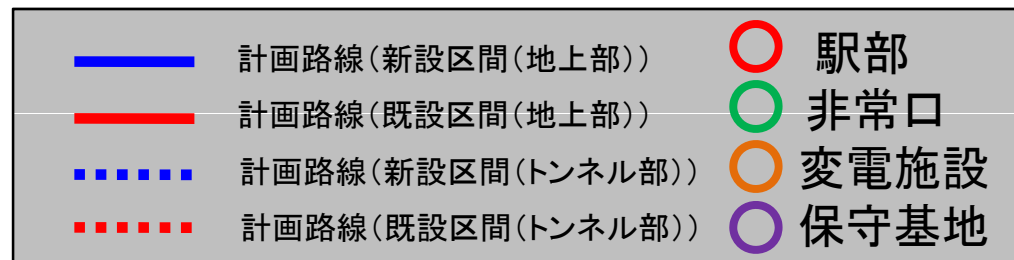 計画路線（新設区間（地上部））
計画路線（既設区間（地上部））
計画路線（新設区間（トンネル部））
計画路線（既設区間（トンネル部））
駅部
非常口
変電施設
保守基地